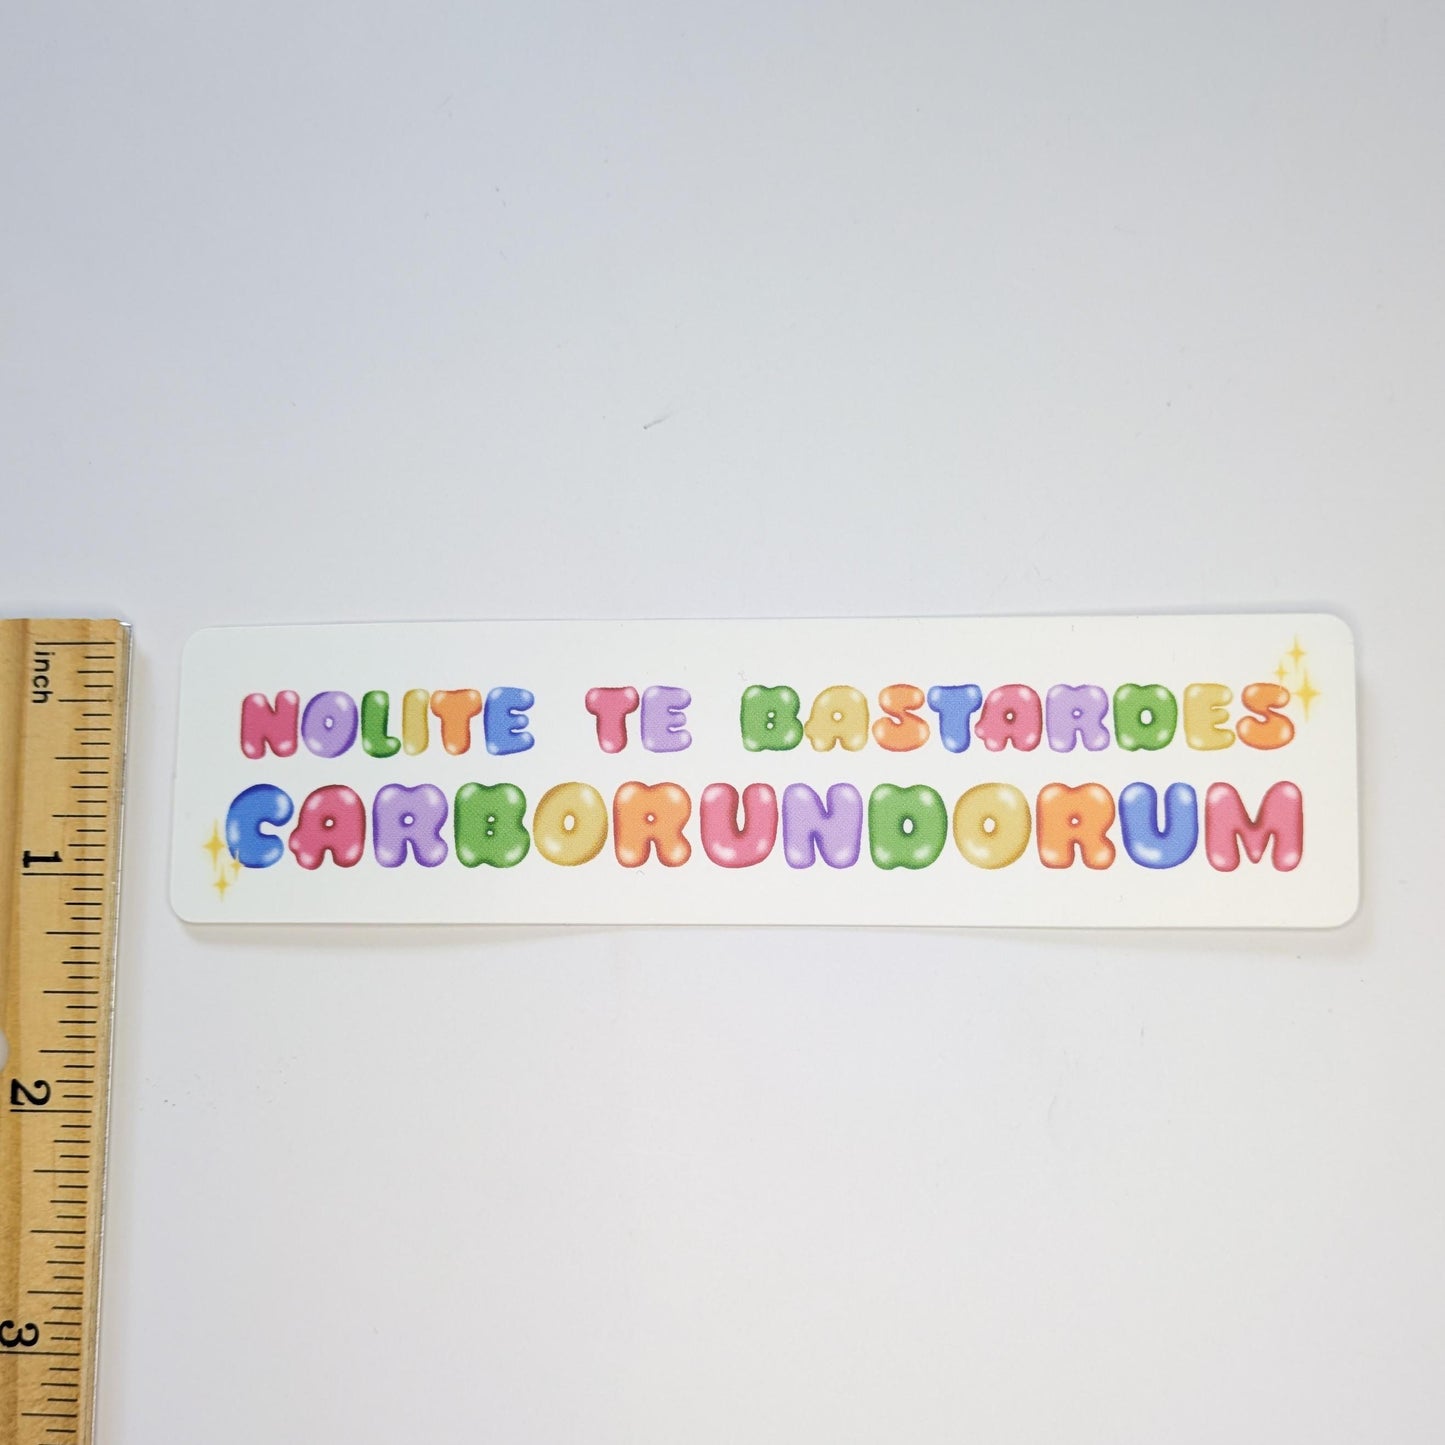 inch
1
2
3
NOLITE TE BASTARDES
CARBORUNDORUM